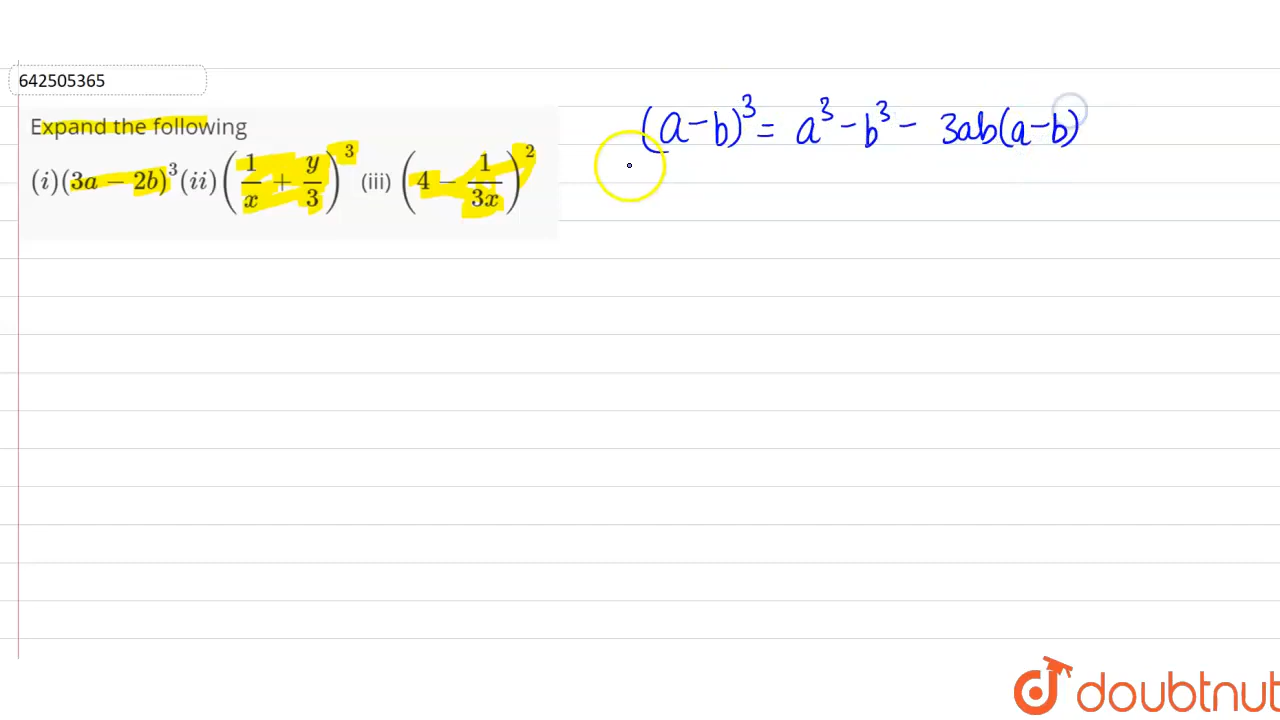 642505365
Expand the following
(i)(3a − 2b)³(ii)(1/x + y/3)³ (iii) (4 − 1/3x)²
(a−b)³ = a³ − b³ − 3ab(a−b)
doubtnut